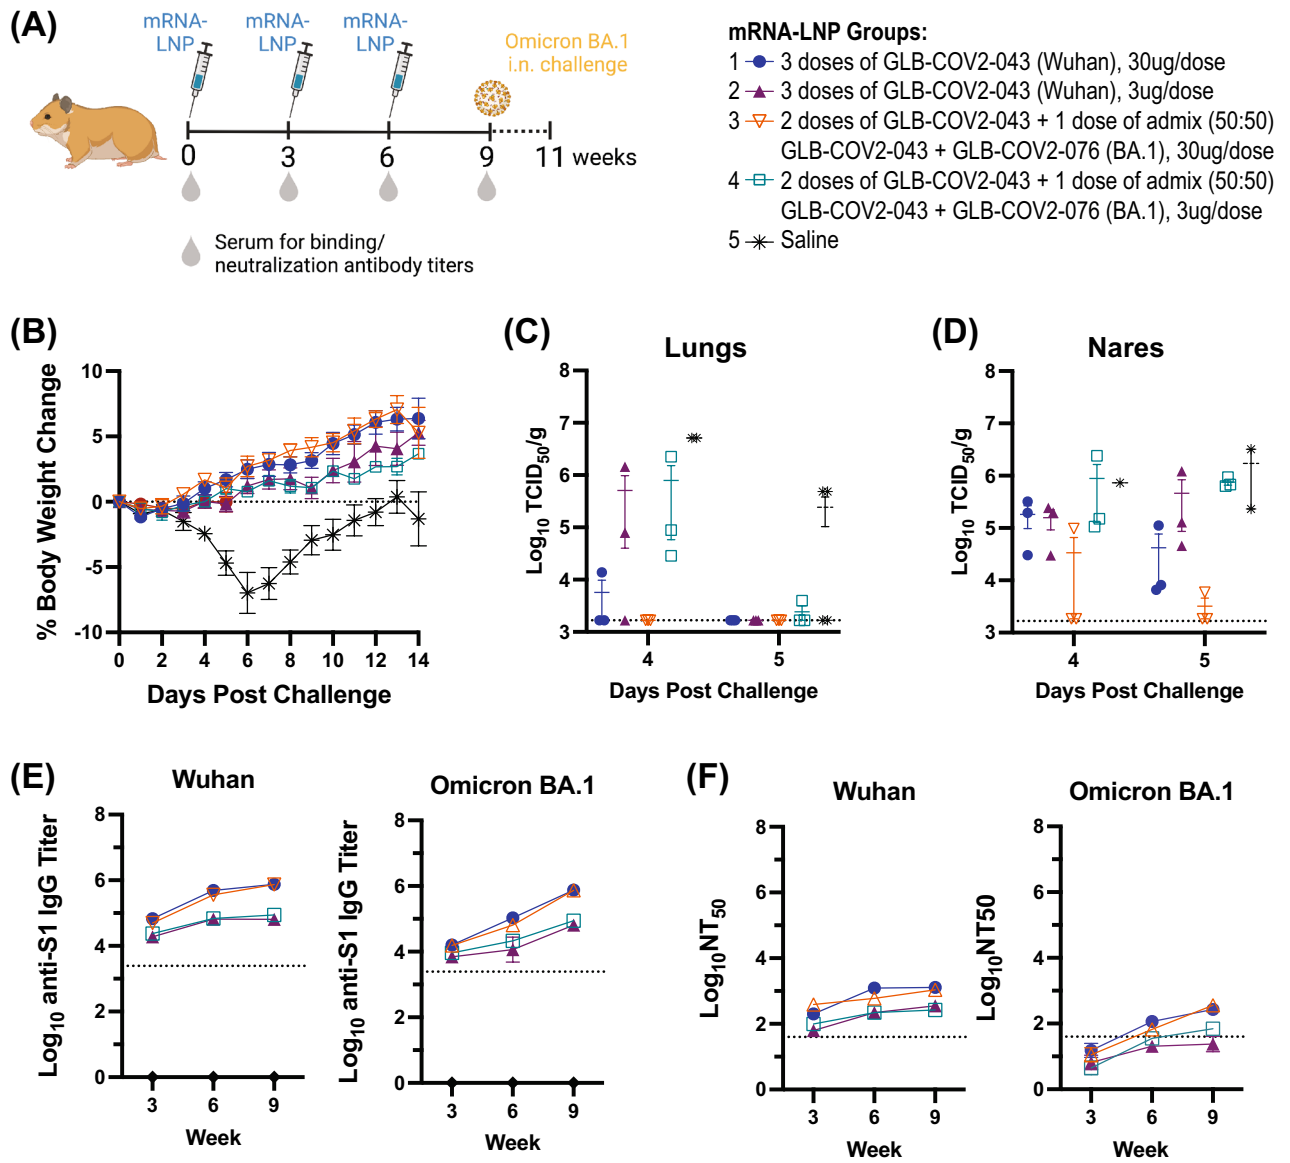 (A)
mRNA-
LNP
mRNA-
LNP
mRNA-
LNP
Omicron BA.1
i.n. challenge
0 3 6 9 11 weeks
Serum for binding/
neutralization antibody titers
mRNA-LNP Groups:
1 3 doses of GLB-COV2-043 (Wuhan), 30ug/dose
2 3 doses of GLB-COV2-043 (Wuhan), 3ug/dose
3 2 doses of GLB-COV2-043 + 1 dose of admix (50:50)
GLB-COV2-043 + GLB-COV2-076 (BA.1), 30ug/dose
4 2 doses of GLB-COV2-043 + 1 dose of admix (50:50)
GLB-COV2-043 + GLB-COV2-076 (BA.1), 3ug/dose
5 Saline
(B)
% Body Weight Change
10
5
0
-5
-10
0 2 4 6 8 10 12 14
Days Post Challenge
(C)
Lungs
Log10 TCID50/g
8
7
6
5
4
3
4 5
Days Post Challenge
(D)
Nares
Log10 TCID50/g
8
7
6
5
4
3
4 5
Days Post Challenge
(E)
Wuhan
Log10 anti-S1 IgG Titer
8
6
4
2
0
3 6 9
Week
Omicron BA.1
Log10 anti-S1 IgG Titer
8
6
4
2
0
3 6 9
Week
(F)
Wuhan
Log10NT50
8
6
4
2
0
3 6 9
Week
Omicron BA.1
Log10NT50
8
6
4
2
0
3 6 9
Week